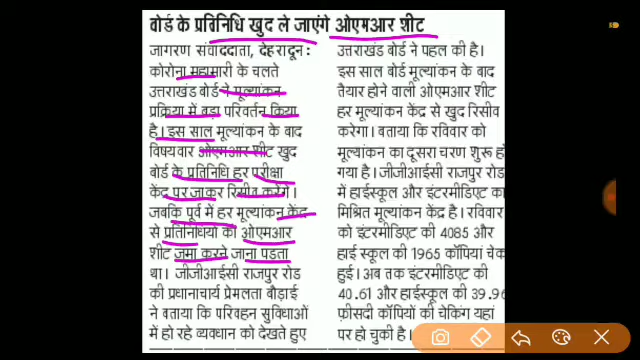 बोर्ड के प्रतिनिधि खुद ले जाएंगे ओएमआर शीट
जागरण संवाददाता, देहरादून :
कोरोना महामारी के चलते
उत्तराखंड बोर्ड ने मूल्यांकन
प्रक्रिया में बड़ा परिवर्तन किया
है। इस साल मूल्यांकन के बाद
विषयवार ओएमआर शीट खुद
बोर्ड के प्रतिनिधि हर परीक्षा
केंद्र पर जाकर रिसीव करेंगे।
जबकि पूर्व में हर मूल्यांकन केंद्र
से प्रतिनिधियों को ओएमआर
शीट जमा करने जाना पडता
था। जीजीआईसी राजपुर रोड
की प्रधानाचार्य प्रेमलता बौड़ाई
ने बताया कि परिवहन सुविधाओं
में हो रहे व्यवधान को देखते हुए
उत्तराखंड बोर्ड ने पहल की है।
इस साल बोर्ड मूल्यांकन के बाद
तैयार होने वाली ओएमआर शीट
हर मूल्यांकन केंद्र से खुद रिसीव
करेगा। बताया कि रविवार को
मूल्यांकन का दूसरा चरण शुरू हो
गया है। जीजीआईसी राजपुर रोड
में हाईस्कूल और इंटरमीडिएट का
मिश्रित मूल्यांकन केंद्र है। रविवार
को इंटरमीडिएट की 4085 और
हाई स्कूल की 1965 कॉपियां चेक
हुई। अब तक इंटरमीडिएट की
40.61 और हाईस्कूल की 39.96
फ़ीसदी कॉपियों की चेकिंग यहां
पर हो चुकी है।